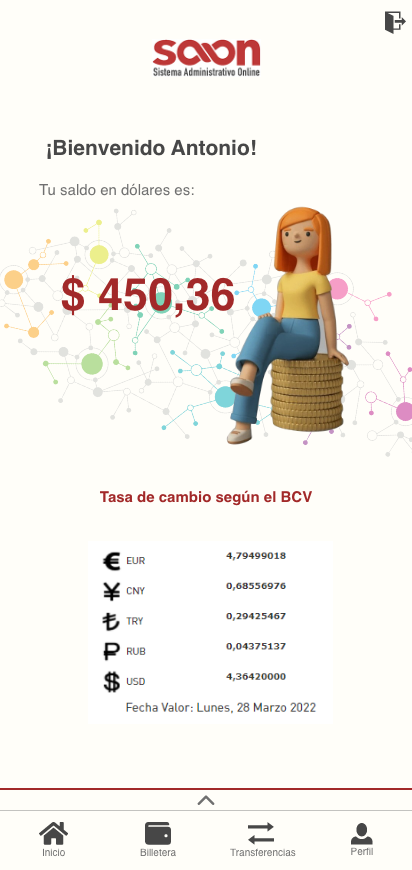 saon
Sistema Administrativo Online
¡Bienvenido Antonio!
Tu saldo en dólares es:
$ 450,36
Tasa de cambio según el BCV
€ EUR 4,79499018
¥ CNY 0,68556976
₺ TRY 0,29425467
₽ RUB 0,04375137
$ USD 4,36420000
Fecha Valor: Lunes, 28 Marzo 2022
Inicio Billetera Transferencias Perfil